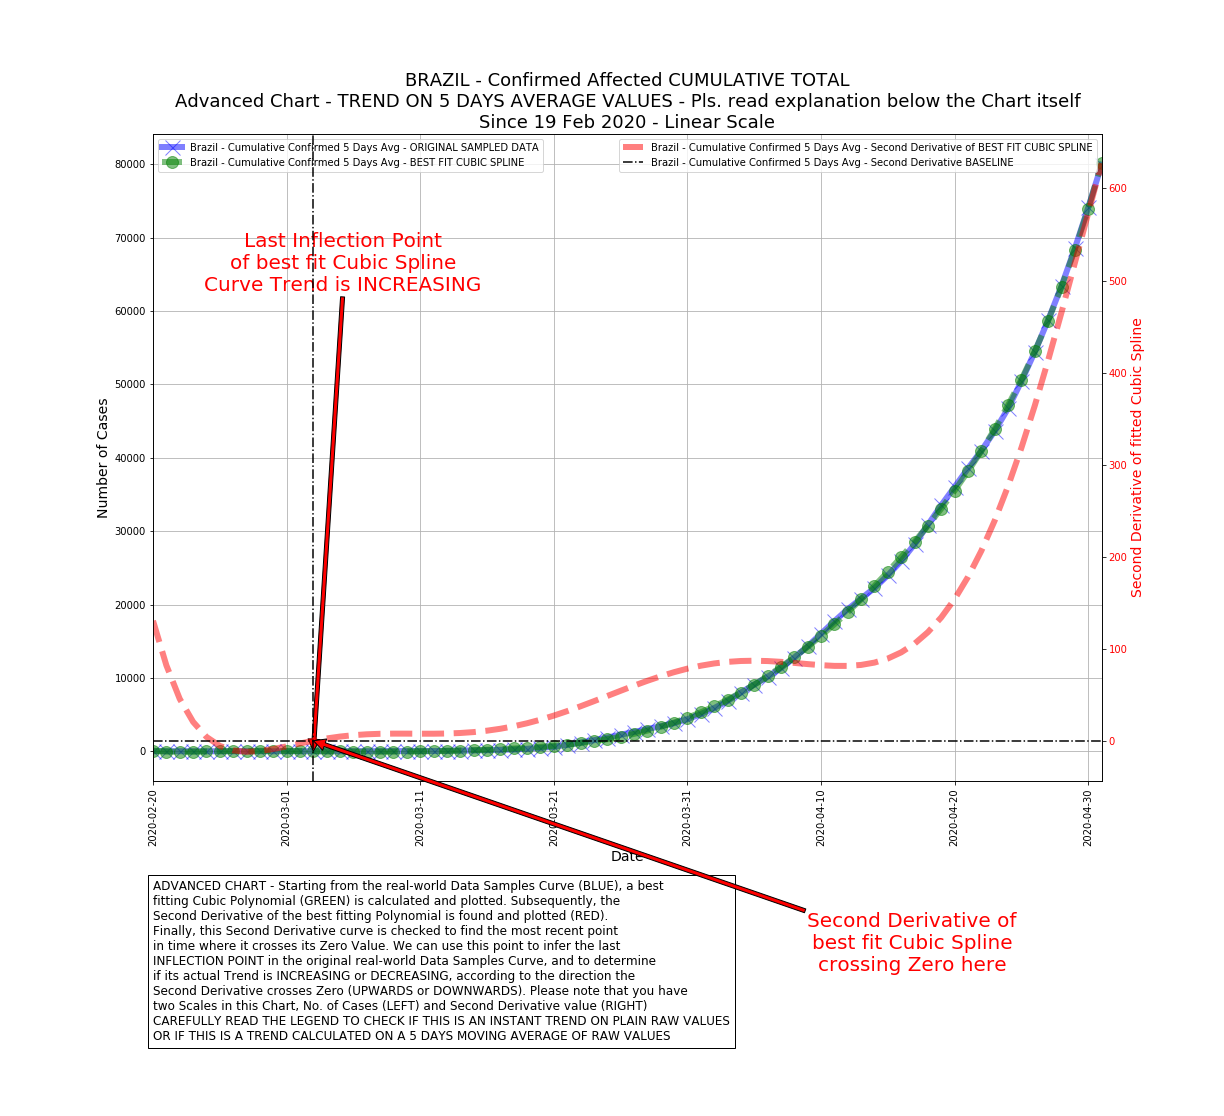 BRAZIL - Confirmed Affected CUMULATIVE TOTAL
Advanced Chart - TREND ON 5 DAYS AVERAGE VALUES - Pls. read explanation below the Chart itself
Since 19 Feb 2020 - Linear Scale
Brazil - Cumulative Confirmed 5 Days Avg - ORIGINAL SAMPLED DATA
Brazil - Cumulative Confirmed 5 Days Avg - BEST FIT CUBIC SPLINE
Brazil - Cumulative Confirmed 5 Days Avg - Second Derivative of BEST FIT CUBIC SPLINE
Brazil - Cumulative Confirmed 5 Days Avg - Second Derivative BASELINE
Last Inflection Point
of best fit Cubic Spline
Curve Trend is INCREASING
Number of Cases
80000
70000
60000
50000
40000
30000
20000
10000
0
600
500
400
300
200
100
0
Second Derivative of fitted Cubic Spline
2020-02-20
2020-03-01
2020-03-11
2020-03-21
2020-03-31
2020-04-10
2020-04-20
2020-04-30
Date
ADVANCED CHART - Starting from the real-world Data Samples Curve (BLUE), a best
fitting Cubic Polynomial (GREEN) is calculated and plotted. Subsequently, the
Second Derivative of the best fitting Polynomial is found and plotted (RED).
Finally, this Second Derivative curve is checked to find the most recent point
in time where it crosses its Zero Value. We can use this point to infer the last
INFLECTION POINT in the original real-world Data Samples Curve, and to determine
if its actual Trend is INCREASING or DECREASING, according to the direction the
Second Derivative crosses Zero (UPWARDS or DOWNWARDS). Please note that you have
two Scales in this Chart, No. of Cases (LEFT) and Second Derivative value (RIGHT)
CAREFULLY READ THE LEGEND TO CHECK IF THIS IS AN INSTANT TREND ON PLAIN RAW VALUES
OR IF THIS IS A TREND CALCULATED ON A 5 DAYS MOVING AVERAGE OF RAW VALUES
Second Derivative of
best fit Cubic Spline
crossing Zero here